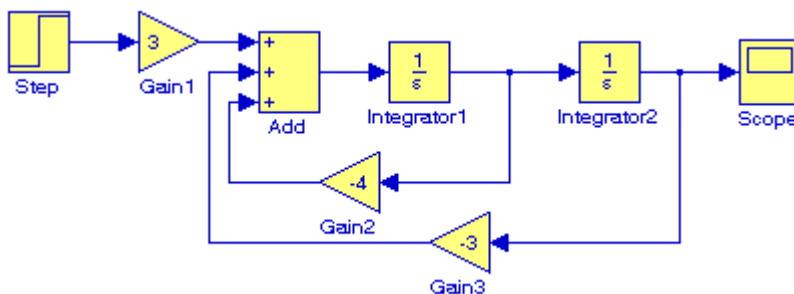 Step
3
Gain1
+
+
+
Add
1
s
Integrator1
1
s
Integrator2
Scope
-4
Gain2
-3
Gain3